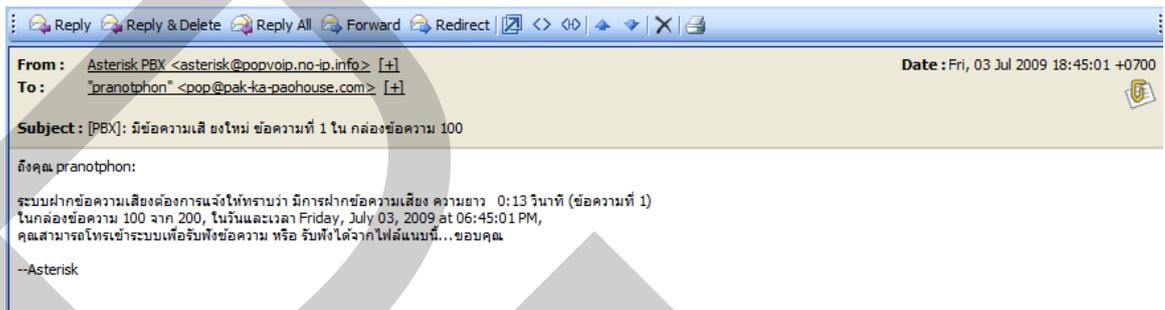 Reply Reply & Delete Reply All Forward Redirect
From : Asterisk PBX <asterisk@popvoip.no-ip.info> [+] Date : Fri, 03 Jul 2009 18:45:01 +0700
To : "pranotphon" <pop@pak-ka-paohouse.com> [+]
Subject : [PBX]: มีข้อความเสี ยงใหม่ ข้อความที่ 1 ใน กล่องข้อความ 100
ถึงคุณ pranotphon:
ระบบฝากข้อความเสียงต้องการแจ้งให้ทราบว่า มีการฝากข้อความเสียง ความยาว 0:13 วินาที (ข้อความที่ 1)
ในกล่องข้อความ 100 จาก 200, ในวันและเวลา Friday, July 03, 2009 at 06:45:01 PM,
คุณสามารถโทรเข้าระบบเพื่อรับฟังข้อความ หรือ รับฟังได้จากไฟล์แนบนี้...ขอบคุณ
--Asterisk